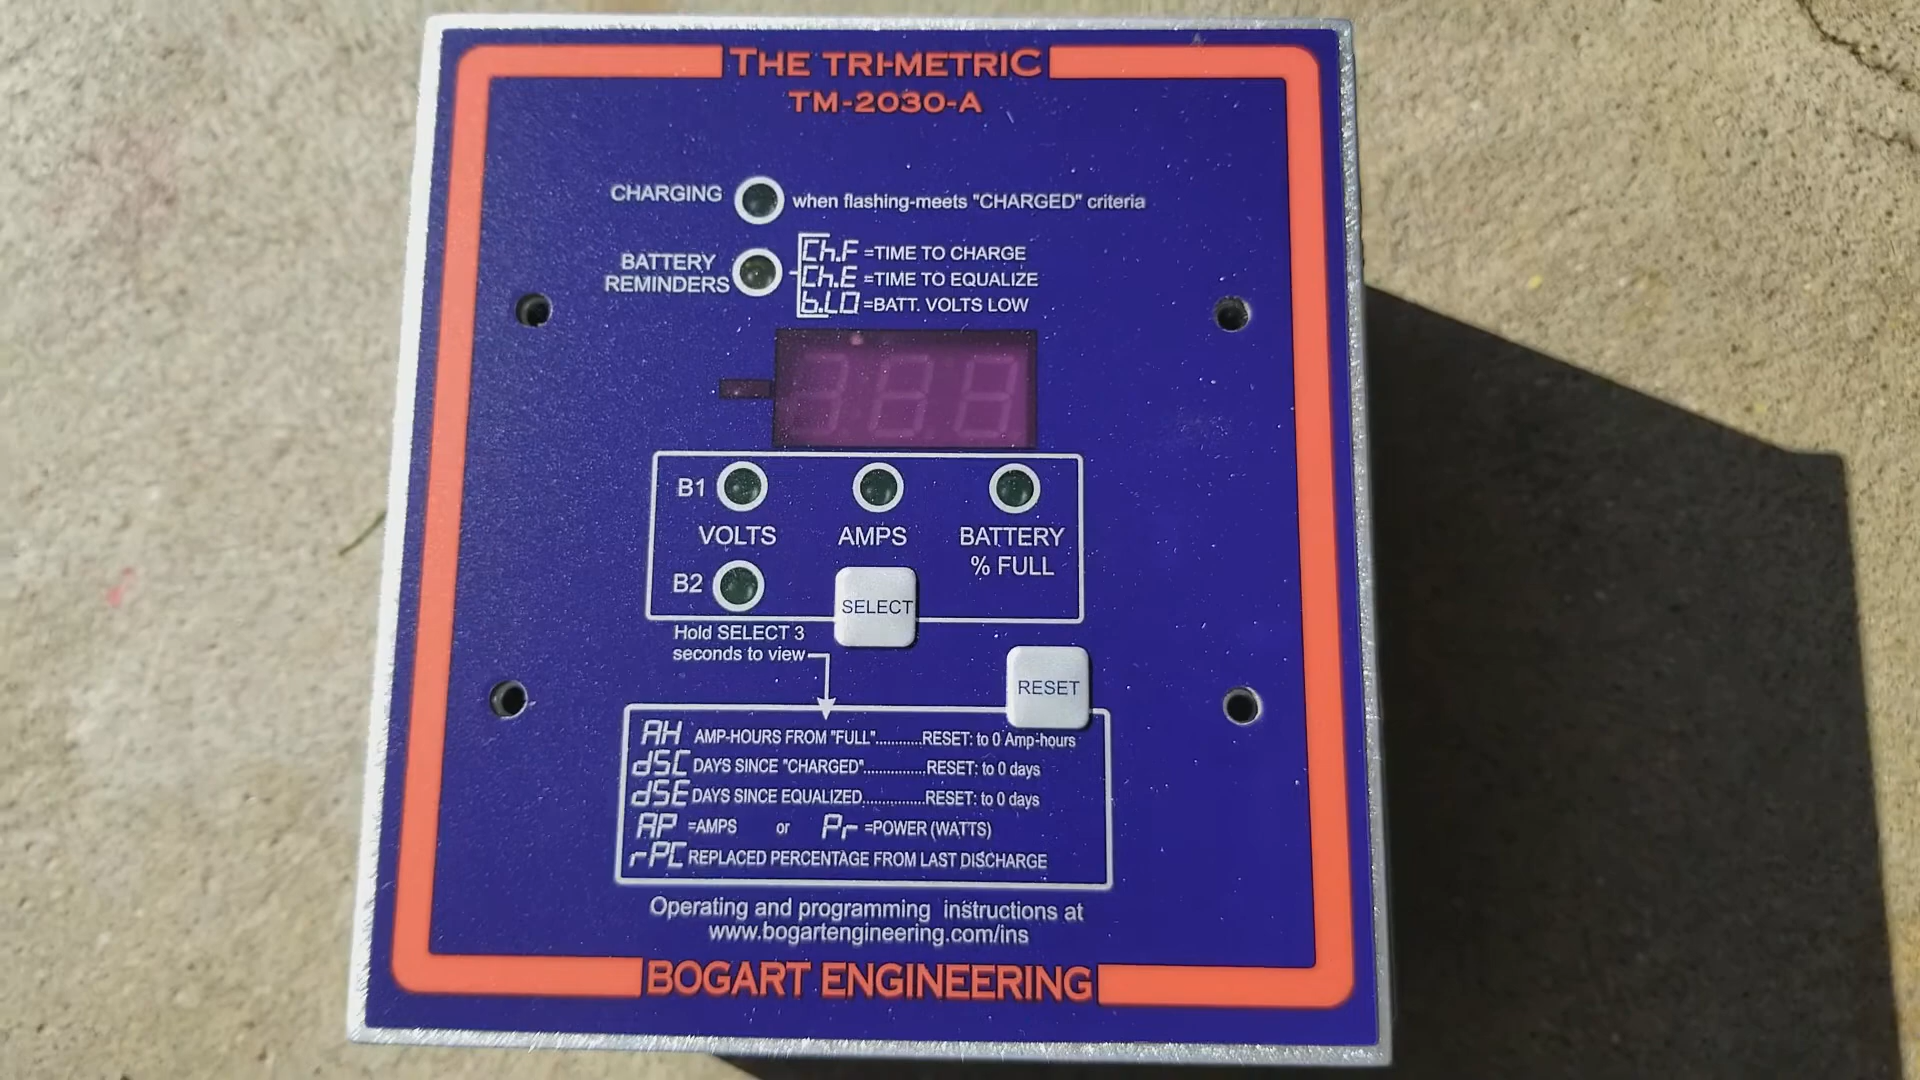 THE TRI-METRIC
TM-2030-A
CHARGING when flashing-meets "CHARGED" criteria
BATTERY REMINDERS
Ch.F =TIME TO CHARGE
Ch.E =TIME TO EQUALIZE
b.LO =BATT. VOLTS LOW
B1
VOLTS AMPS BATTERY
% FULL
B2
SELECT
Hold SELECT 3
seconds to view
RESET
AH AMP-HOURS FROM "FULL"............RESET: to 0 Amp-hours
dSC DAYS SINCE "CHARGED"................RESET: to 0 days
dSE DAYS SINCE EQUALIZED................RESET: to 0 days
AP =AMPS or Pr =POWER (WATTS)
rPC REPLACED PERCENTAGE FROM LAST DISCHARGE
Operating and programming instructions at
www.bogartengineering.com/ins
BOGART ENGINEERING